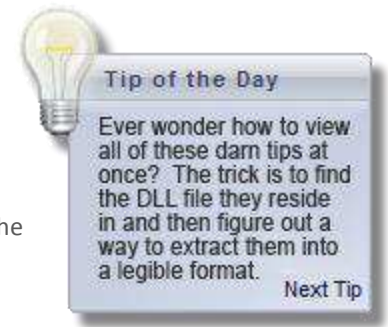 Tip of the Day
Ever wonder how to view
all of these darn tips at
once? The trick is to find
the DLL file they reside
in and then figure out a
way to extract them into
a legible format.
Next Tip